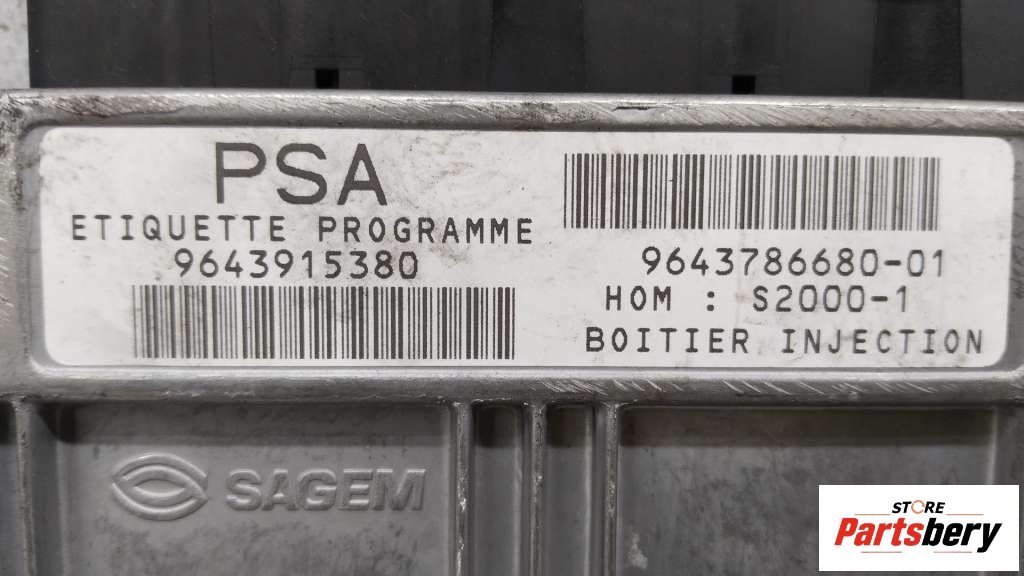 PSA
ETIQUETTE PROGRAMME
9643915380
9643786680-01
HOM : S2000-1
BOITIER INJECTION
SAGEM
STORE
Partsbery